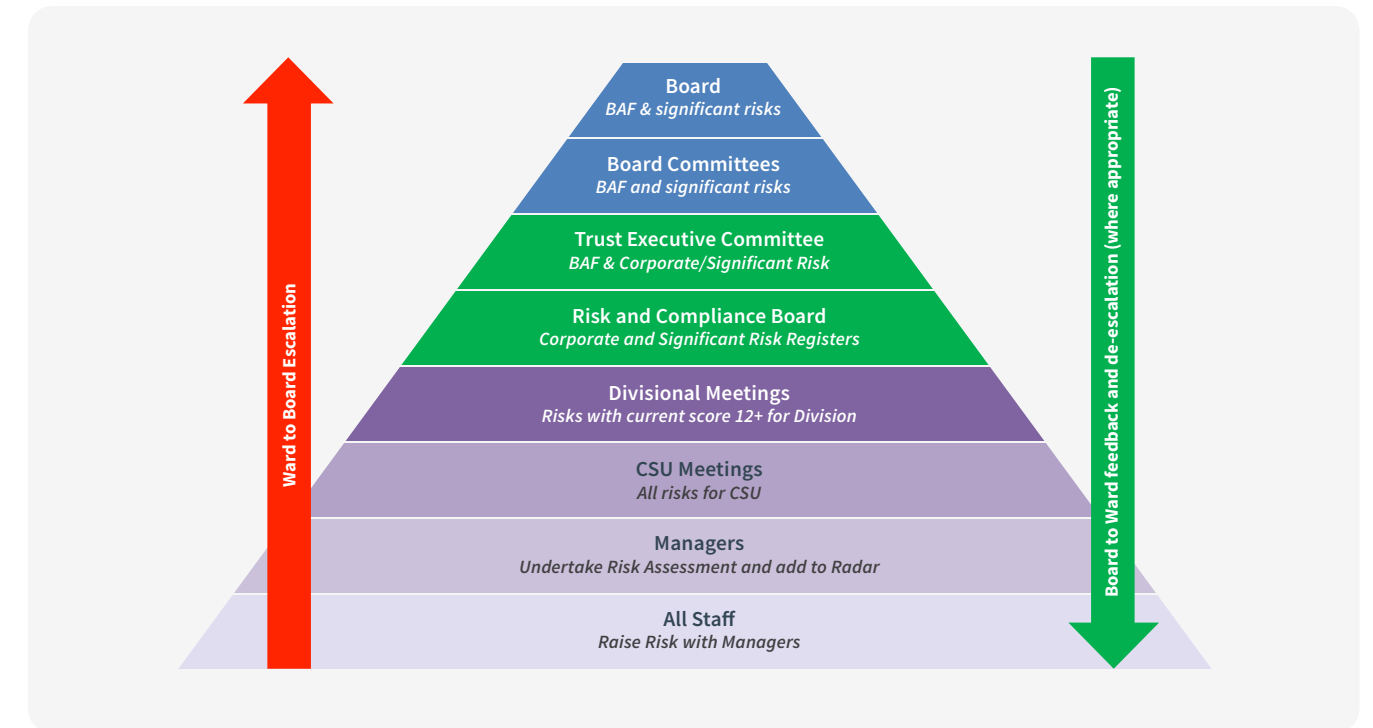 Board
BAF & significant risks
Board Committees
BAF and significant risks
Trust Executive Committee
BAF & Corporate/Significant Risk
Risk and Compliance Board
Corporate and Significant Risk Registers
Divisional Meetings
Risks with current score 12+ for Division
CSU Meetings
All risks for CSU
Managers
Undertake Risk Assessment and add to Radar
All Staff
Raise Risk with Managers
Ward to Board Escalation
Board to Ward feedback and de-escalation (where appropriate)